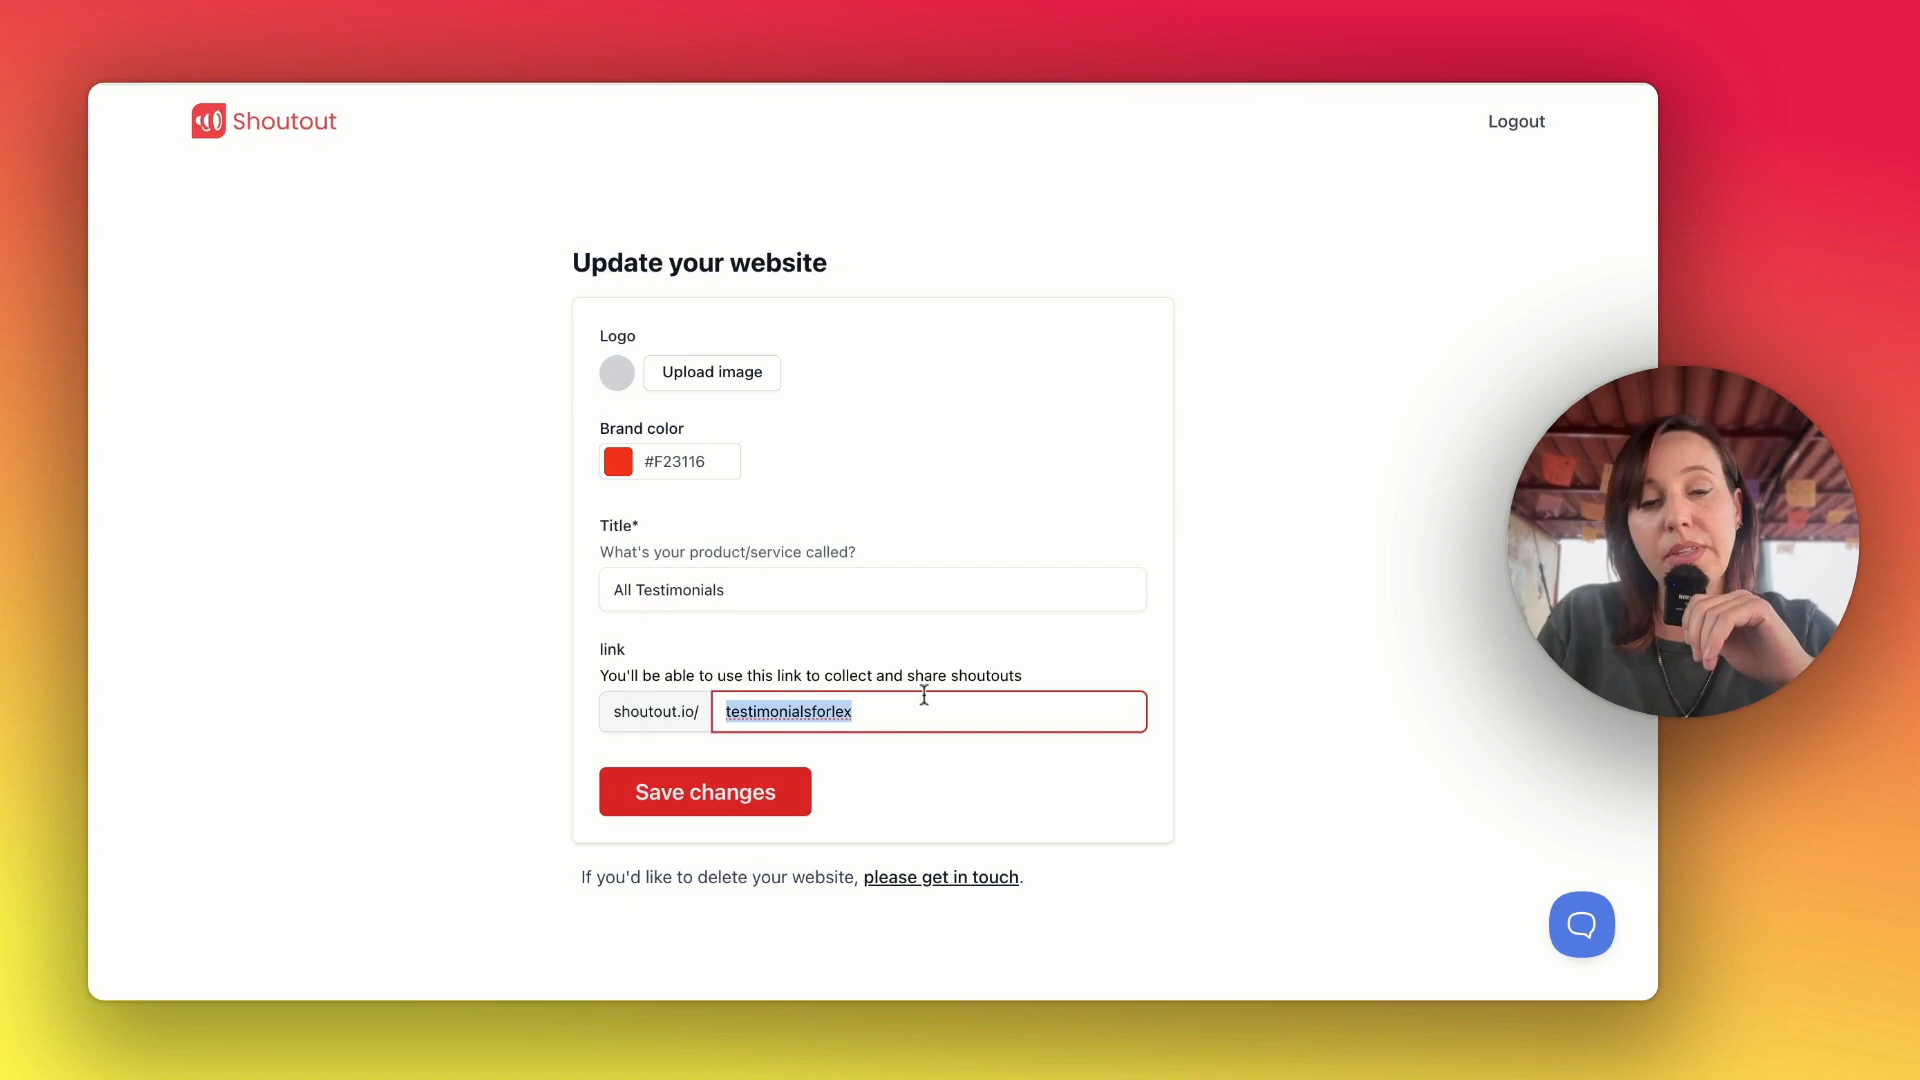 Shoutout
Logout
Update your website
Logo
Upload image
Brand color
#F23116
Title*
What's your product/service called?
All Testimonials
link
You'll be able to use this link to collect and share shoutouts
shoutout.io/ testimonialsforlex
Save changes
If you'd like to delete your website, please get in touch.